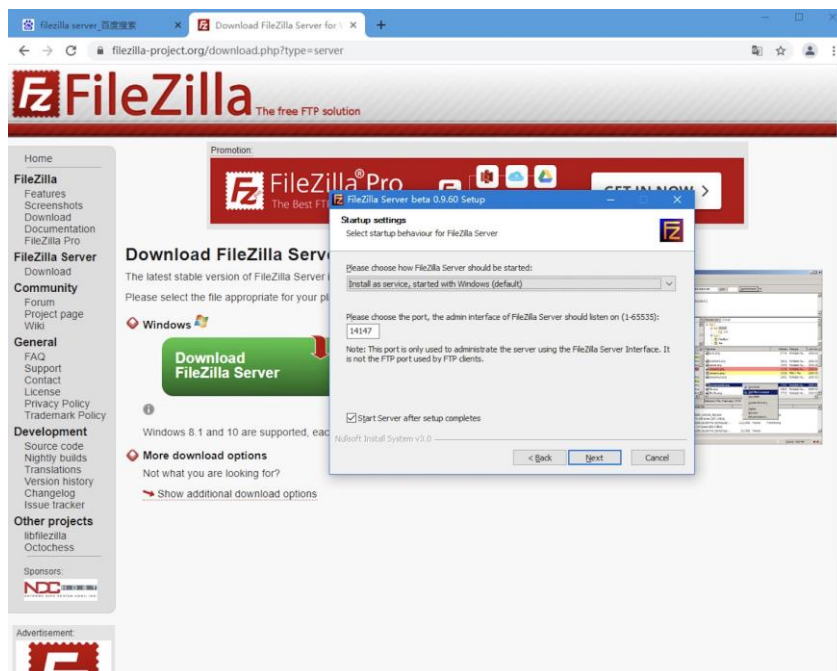 filezilla server_百度搜索
Download FileZilla Server for
filezilla-project.org/download.php?type=server
FileZilla
The free FTP solution
Home
FileZilla
Features
Screenshots
Download
Documentation
FileZilla Pro
FileZilla Server
Download
Community
Forum
Project page
Wiki
General
FAQ
Support
Contact
License
Privacy Policy
Trademark Policy
Development
Source code
Nightly builds
Translations
Version history
Changelog
Issue tracker
Other projects
libfilezilla
Octochess
Sponsors:
NDC
Advertisement:
Promotion:
FileZilla® Pro
The Best FT
GET IN NOW >
Download FileZilla Serv
The latest stable version of FileZilla Server i
Please select the file appropriate for your pl
Windows
Download
FileZilla Server
Windows 8.1 and 10 are supported, eac
More download options
Not what you are looking for?
Show additional download options
FileZilla Server beta 0.9.60 Setup
Startup settings
Select startup behaviour for FileZilla Server
Please choose how FileZilla Server should be started:
Install as service, started with Windows (default)
Please choose the port, the admin interface of FileZilla Server should listen on (1-65535):
14147
Note: This port is only used to administrate the server using the FileZilla Server Interface. It
is not the FTP port used by FTP clients.
Start Server after setup completes
Nullsoft Install System v3.0
< Back
Next
Cancel